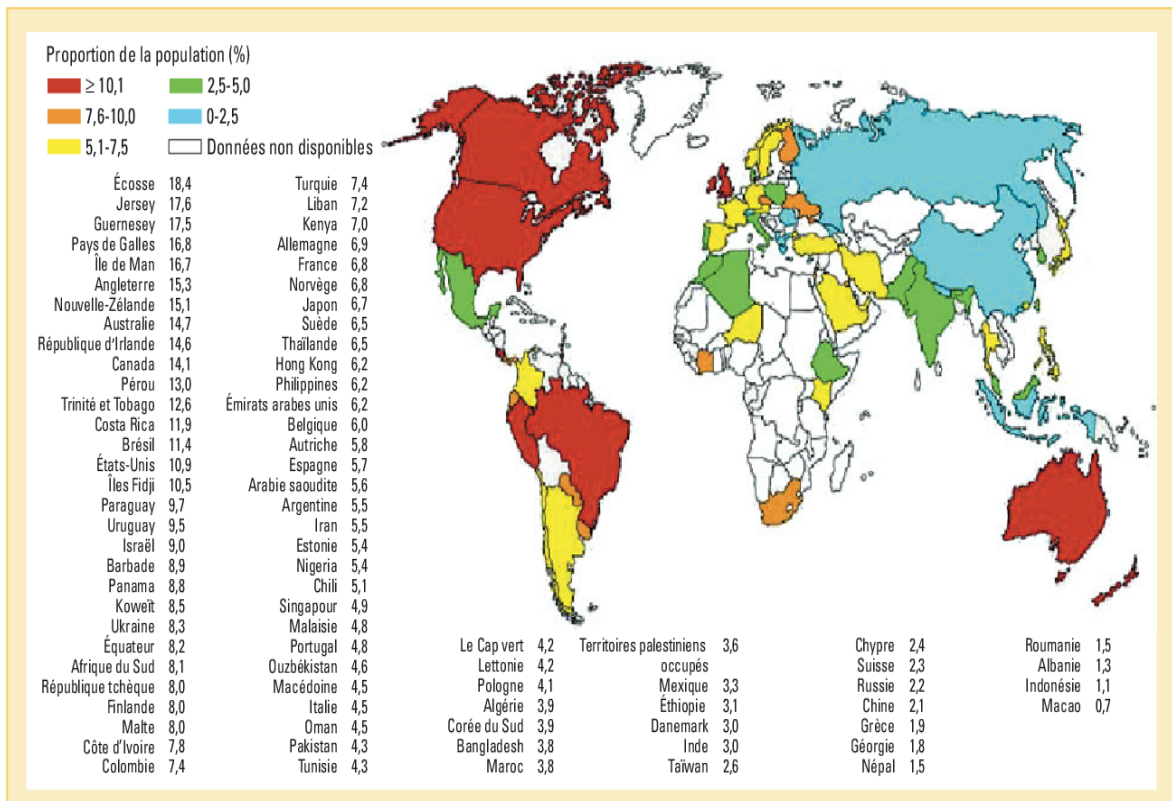 Proportion de la population (%)
≥ 10,1
2,5-5,0
7,6-10,0
0-2,5
5,1-7,5
Données non disponibles
Écosse 18,4
Jersey 17,6
Guernesey 17,5
Pays de Galles 16,8
Île de Man 16,7
Angleterre 15,3
Nouvelle-Zélande 15,1
Australie 14,7
République d'Irlande 14,6
Canada 14,1
Pérou 13,0
Trinité et Tobago 12,6
Costa Rica 11,9
Brésil 11,4
États-Unis 10,9
Îles Fidji 10,5
Paraguay 9,7
Uruguay 9,5
Israël 9,0
Barbade 8,9
Panama 8,8
Koweït 8,5
Ukraine 8,3
Équateur 8,2
Afrique du Sud 8,1
République tchèque 8,0
Finlande 8,0
Malte 8,0
Côte d'Ivoire 7,8
Colombie 7,4
Turquie 7,4
Liban 7,2
Kenya 7,0
Allemagne 6,9
France 6,8
Norvège 6,8
Japon 6,7
Suède 6,5
Thaïlande 6,5
Hong Kong 6,2
Philippines 6,2
Émirats arabes unis 6,2
Belgique 6,0
Autriche 5,8
Espagne 5,7
Arabie saoudite 5,6
Argentine 5,5
Iran 5,5
Estonie 5,4
Nigeria 5,4
Chili 5,1
Singapour 4,9
Malaisie 4,8
Portugal 4,8
Ouzbékistan 4,6
Macédoine 4,5
Italie 4,5
Oman 4,5
Pakistan 4,3
Tunisie 4,3
Le Cap vert 4,2
Lettonie 4,2
Pologne 4,1
Algérie 3,9
Corée du Sud 3,9
Bangladesh 3,8
Maroc 3,8
Territoires palestiniens 3,6
occupés
Mexique 3,3
Éthiopie 3,1
Danemark 3,0
Inde 3,0
Taïwan 2,6
Chypre 2,4
Suisse 2,3
Russie 2,2
Chine 2,1
Grèce 1,9
Géorgie 1,8
Népal 1,5
Roumanie 1,5
Albanie 1,3
Indonésie 1,1
Macao 0,7